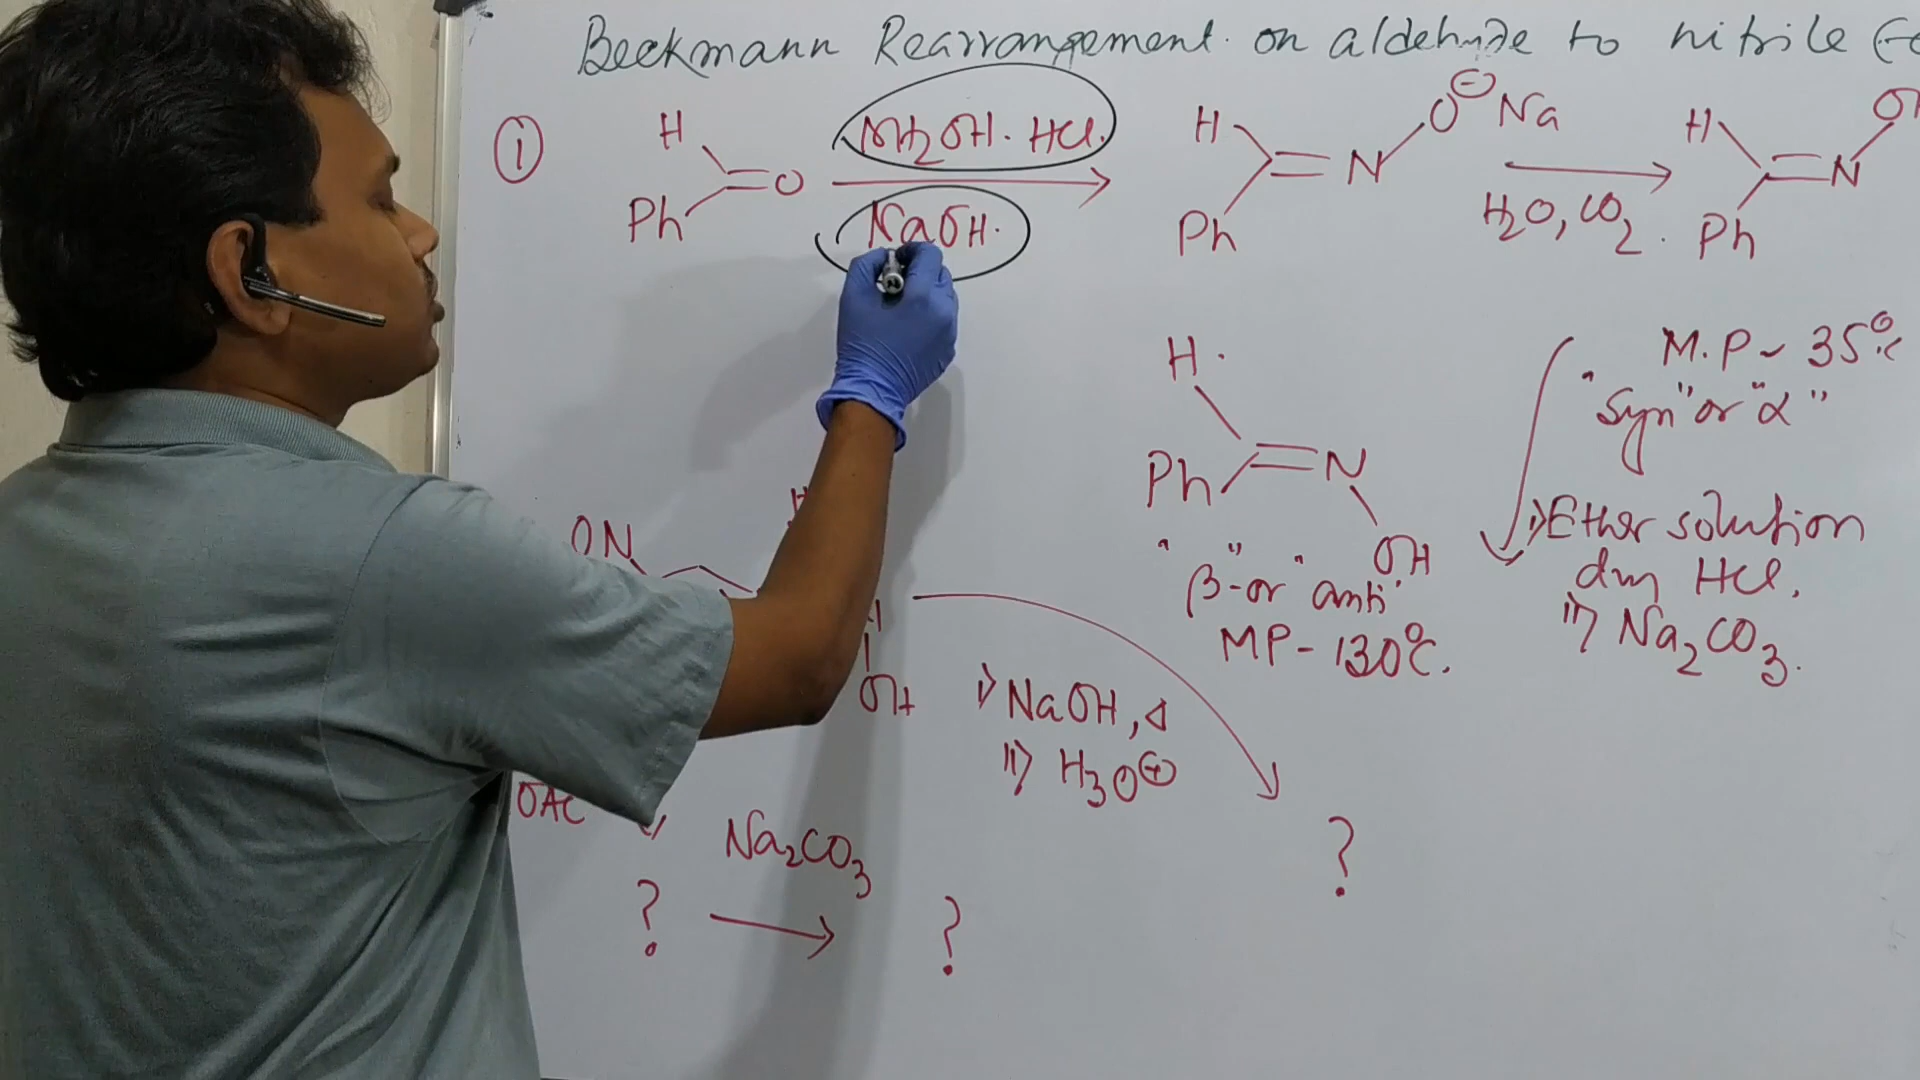 Beckmann Rearrangement. on aldehyde to nitrile
①
H
Ph
O
NH2OH. HCl.
NaOH.
H
Ph
N
O⊖ Na
H2O, CO2.
H
Ph
N
M.P ~ 35°C
"Syn" or "α"
i) Ether solution
dry HCl.
ii) Na2CO3.
H.
Ph
N
OH
"β-" or "anti"
MP - 130°C.
ON
OH
i) NaOH, Δ
ii) H3O⊕
?
OAc
Na2CO3
?
?